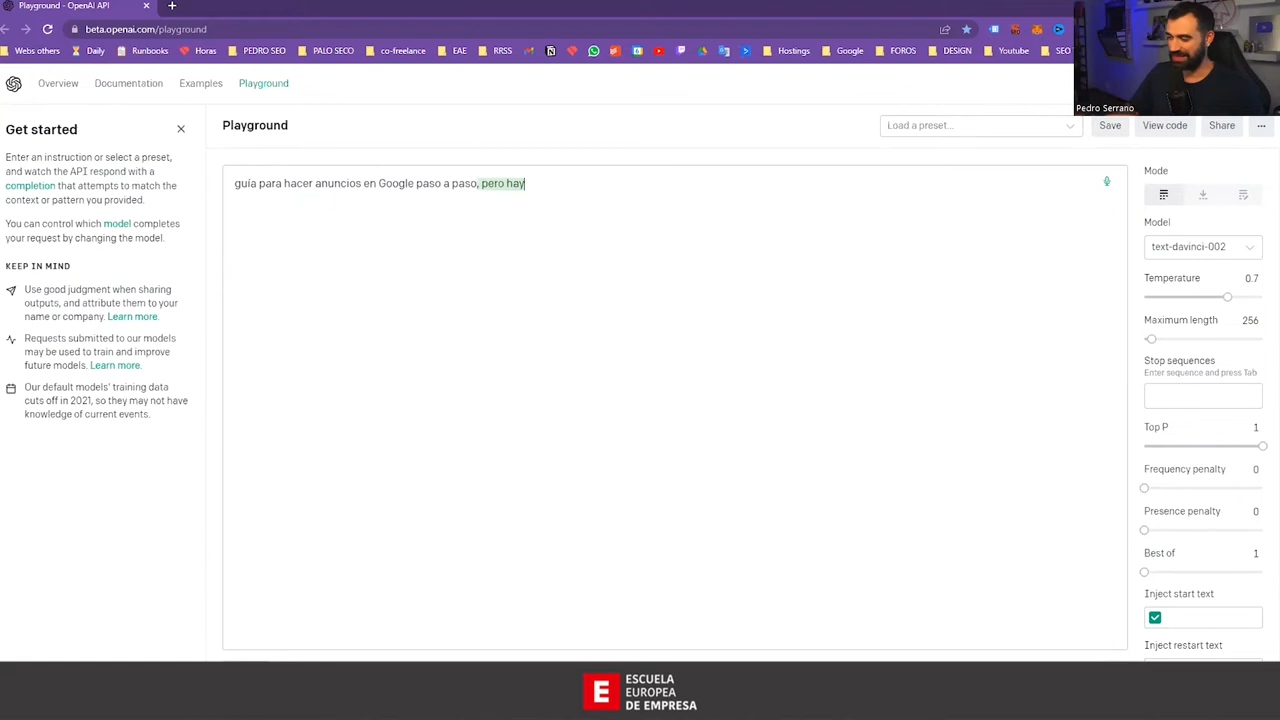 Playground - OpenAI API
beta.openai.com/playground
Webs others
Daily
Runbooks
Horas
PEDRO SEO
PALO SECO
co-freelance
EAE
RRSS
Hostings
Google
FOROS
DESIGN
Youtube
SEO
Pedro Serrano
Overview
Documentation
Examples
Playground
Get started
Enter an instruction or select a preset,
and watch the API respond with a
completion that attempts to match the
context or pattern you provided.
You can control which model completes
your request by changing the model.
KEEP IN MIND
Use good judgment when sharing
outputs, and attribute them to your
name or company. Learn more.
Requests submitted to our models
may be used to train and improve
future models. Learn more.
Our default models' training data
cuts off in 2021, so they may not have
knowledge of current events.
Playground
Load a preset...
Save
View code
Share
guía para hacer anuncios en Google paso a paso, pero hay
Mode
Model
text-davinci-002
Temperature 0.7
Maximum length 256
Stop sequences
Enter sequence and press Tab
Top P 1
Frequency penalty 0
Presence penalty 0
Best of 1
Inject start text
Inject restart text
E
ESCUELA
EUROPEA
DE EMPRESA